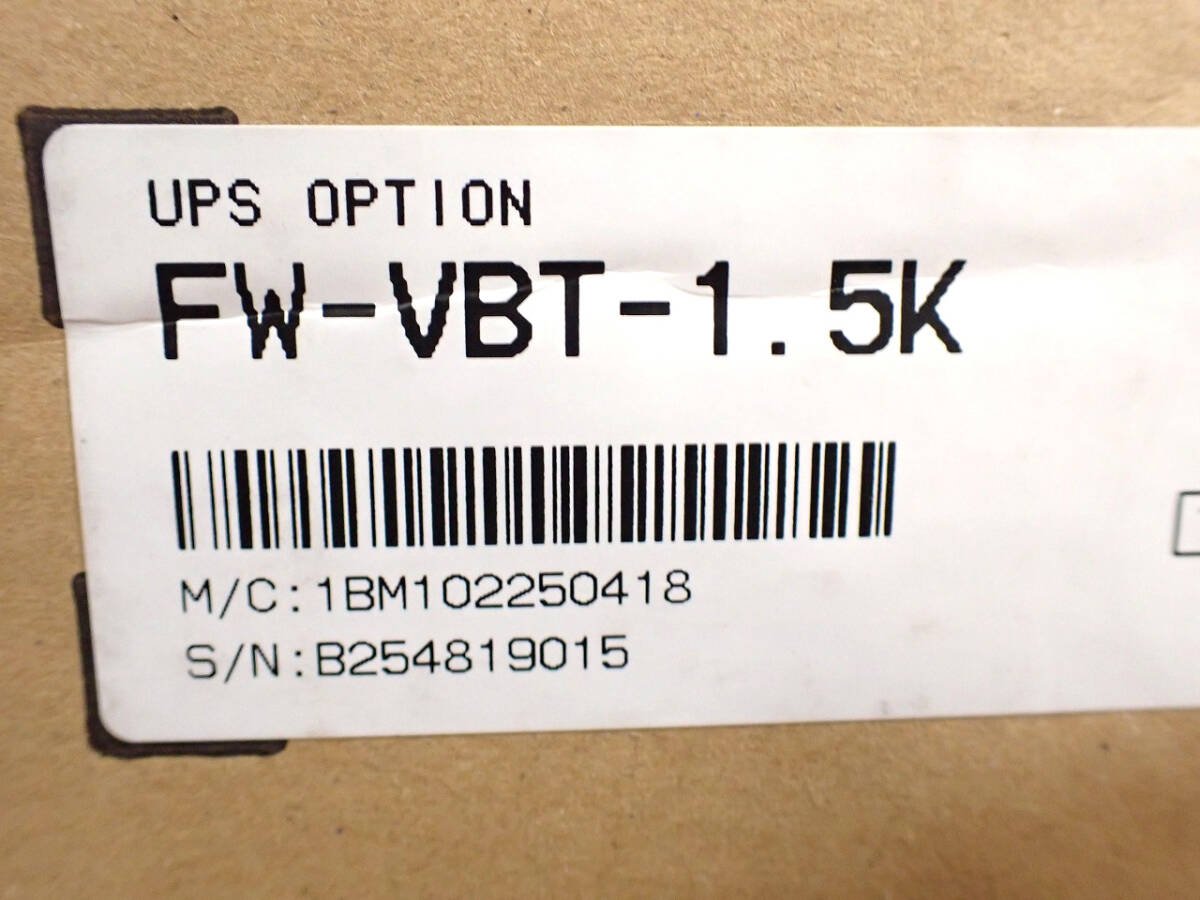 UPS OPTION
FW-VBT-1.5K
M/C:1BM102250418
S/N:B254819015